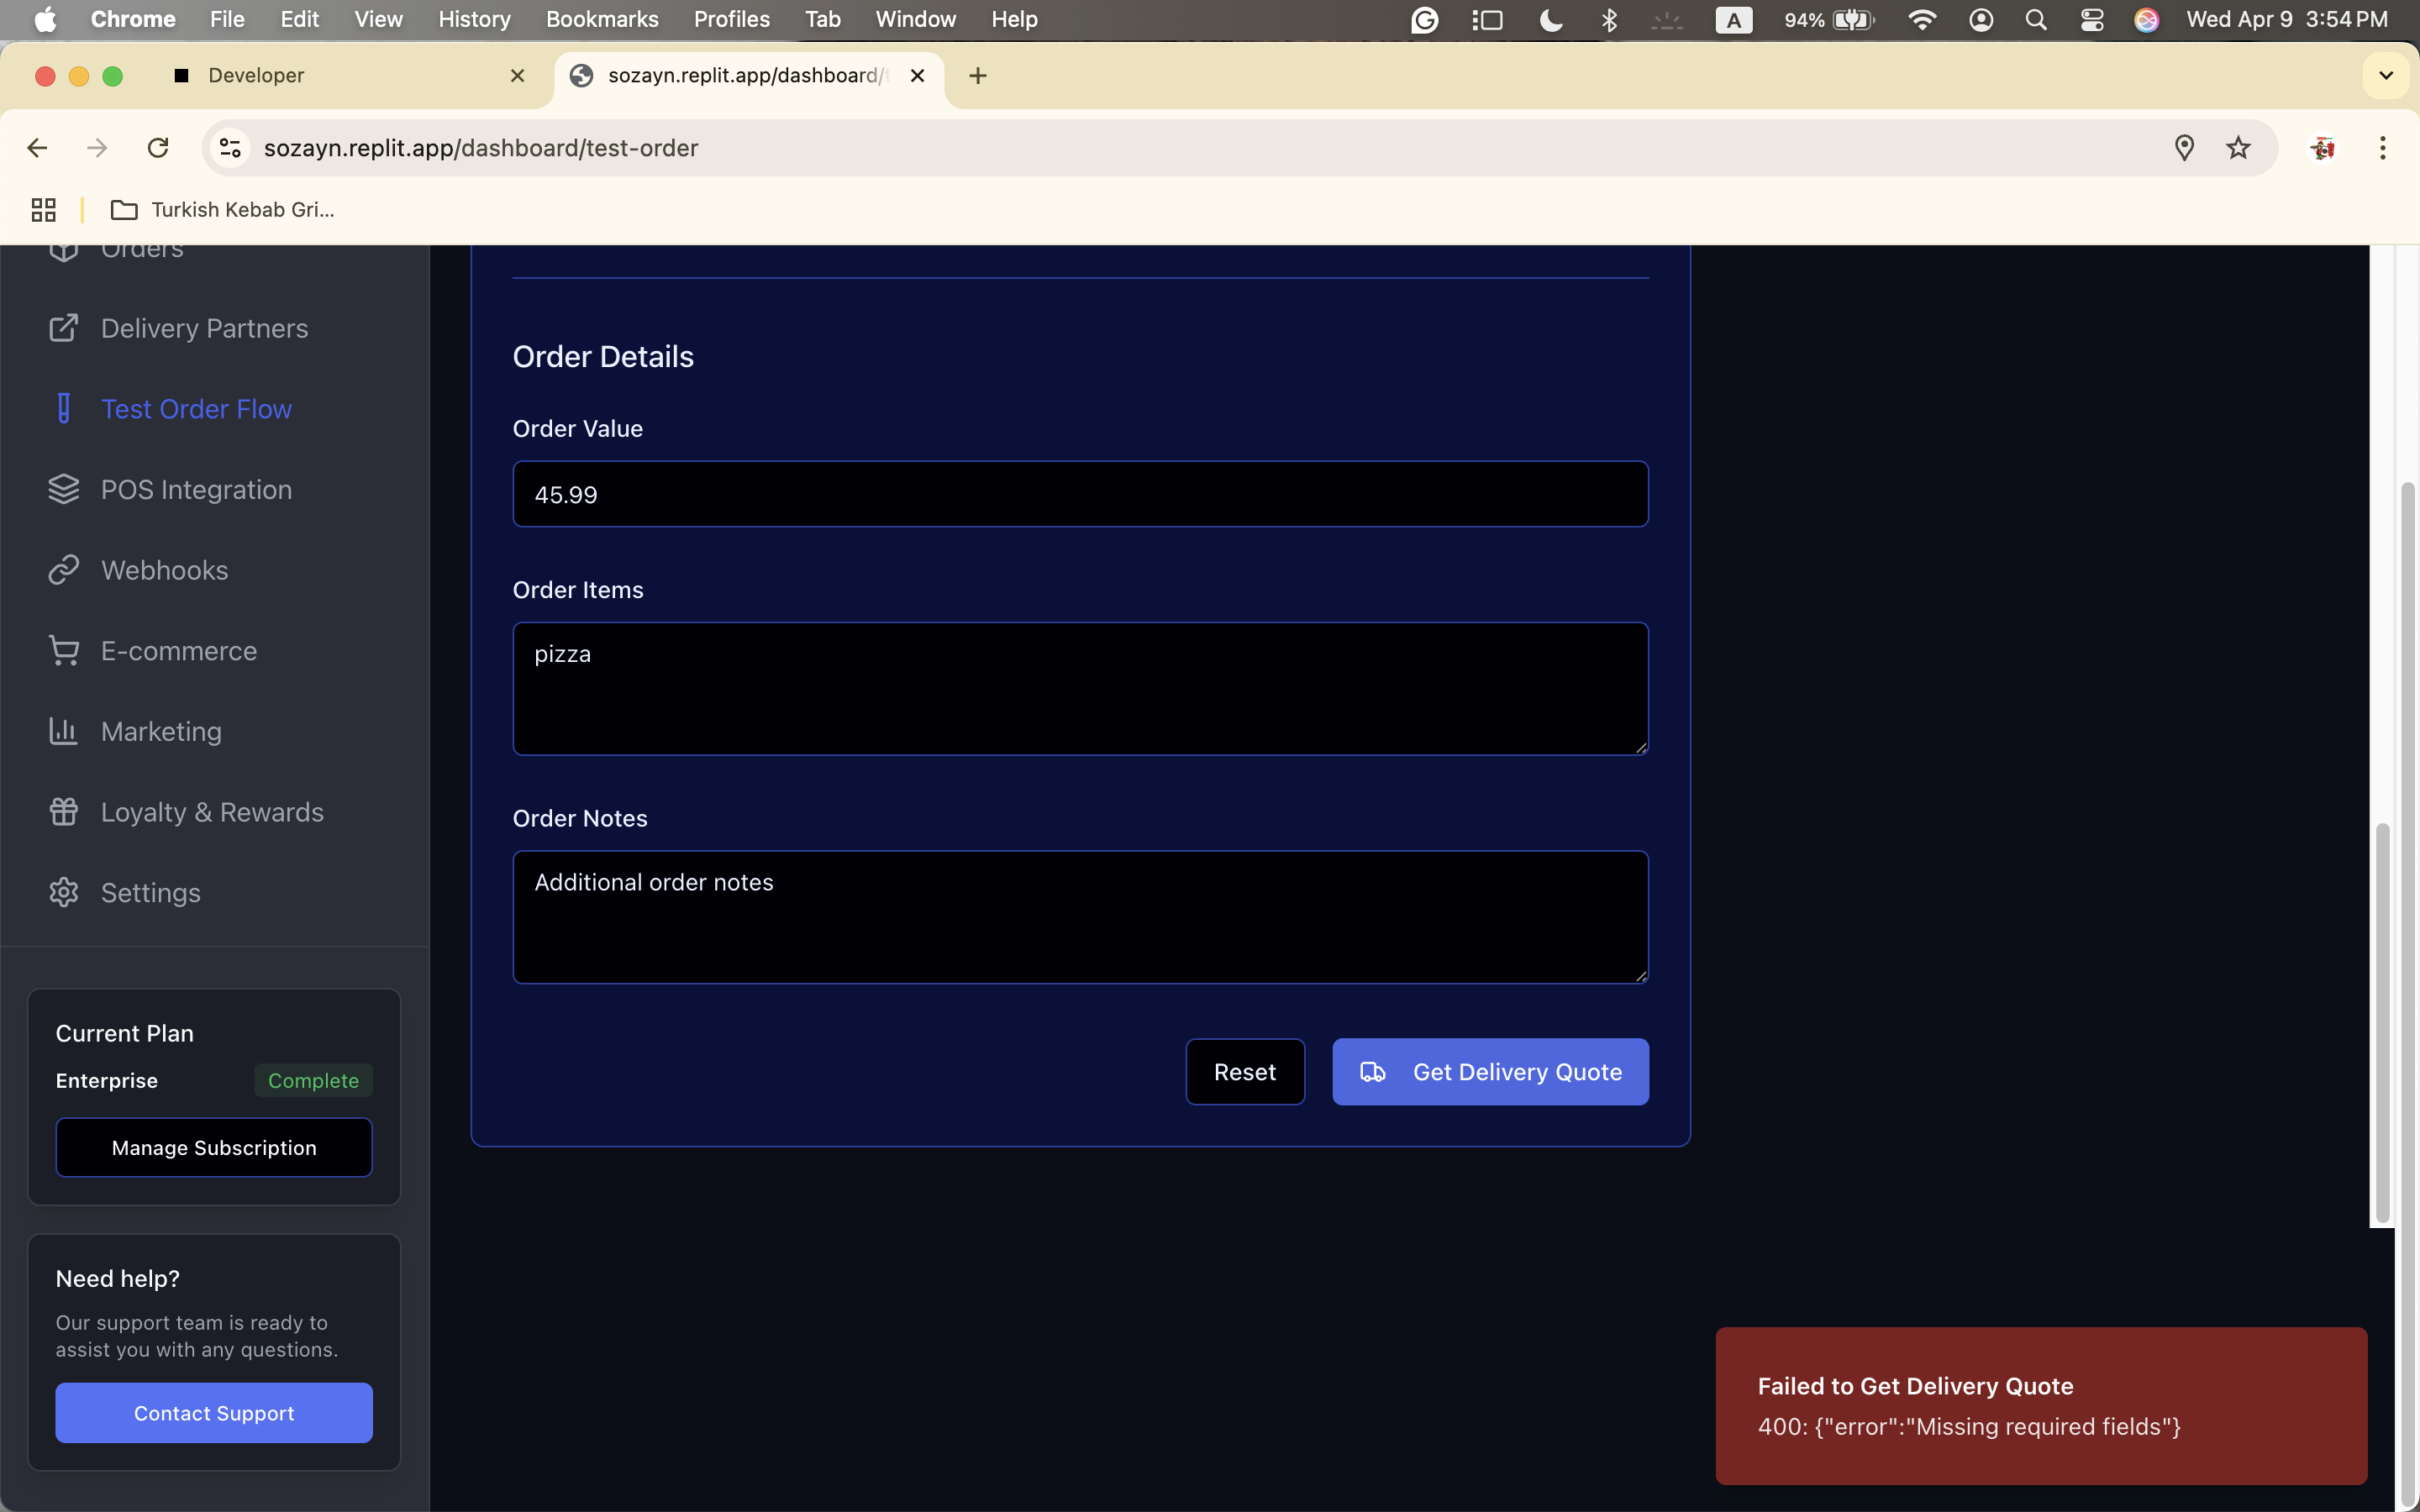 Chrome File Edit View History Bookmarks Profiles Tab Window Help A 94% Wed Apr 9 3:54 PM
Developer sozayn.replit.app/dashboard/
sozayn.replit.app/dashboard/test-order
Turkish Kebab Gri...
Orders
Delivery Partners
Test Order Flow
POS Integration
Webhooks
E-commerce
Marketing
Loyalty & Rewards
Settings
Current Plan
Enterprise Complete
Manage Subscription
Need help?
Our support team is ready to
assist you with any questions.
Contact Support
Order Details
Order Value
45.99
Order Items
pizza
Order Notes
Additional order notes
Reset Get Delivery Quote
Failed to Get Delivery Quote
400: {"error":"Missing required fields"}